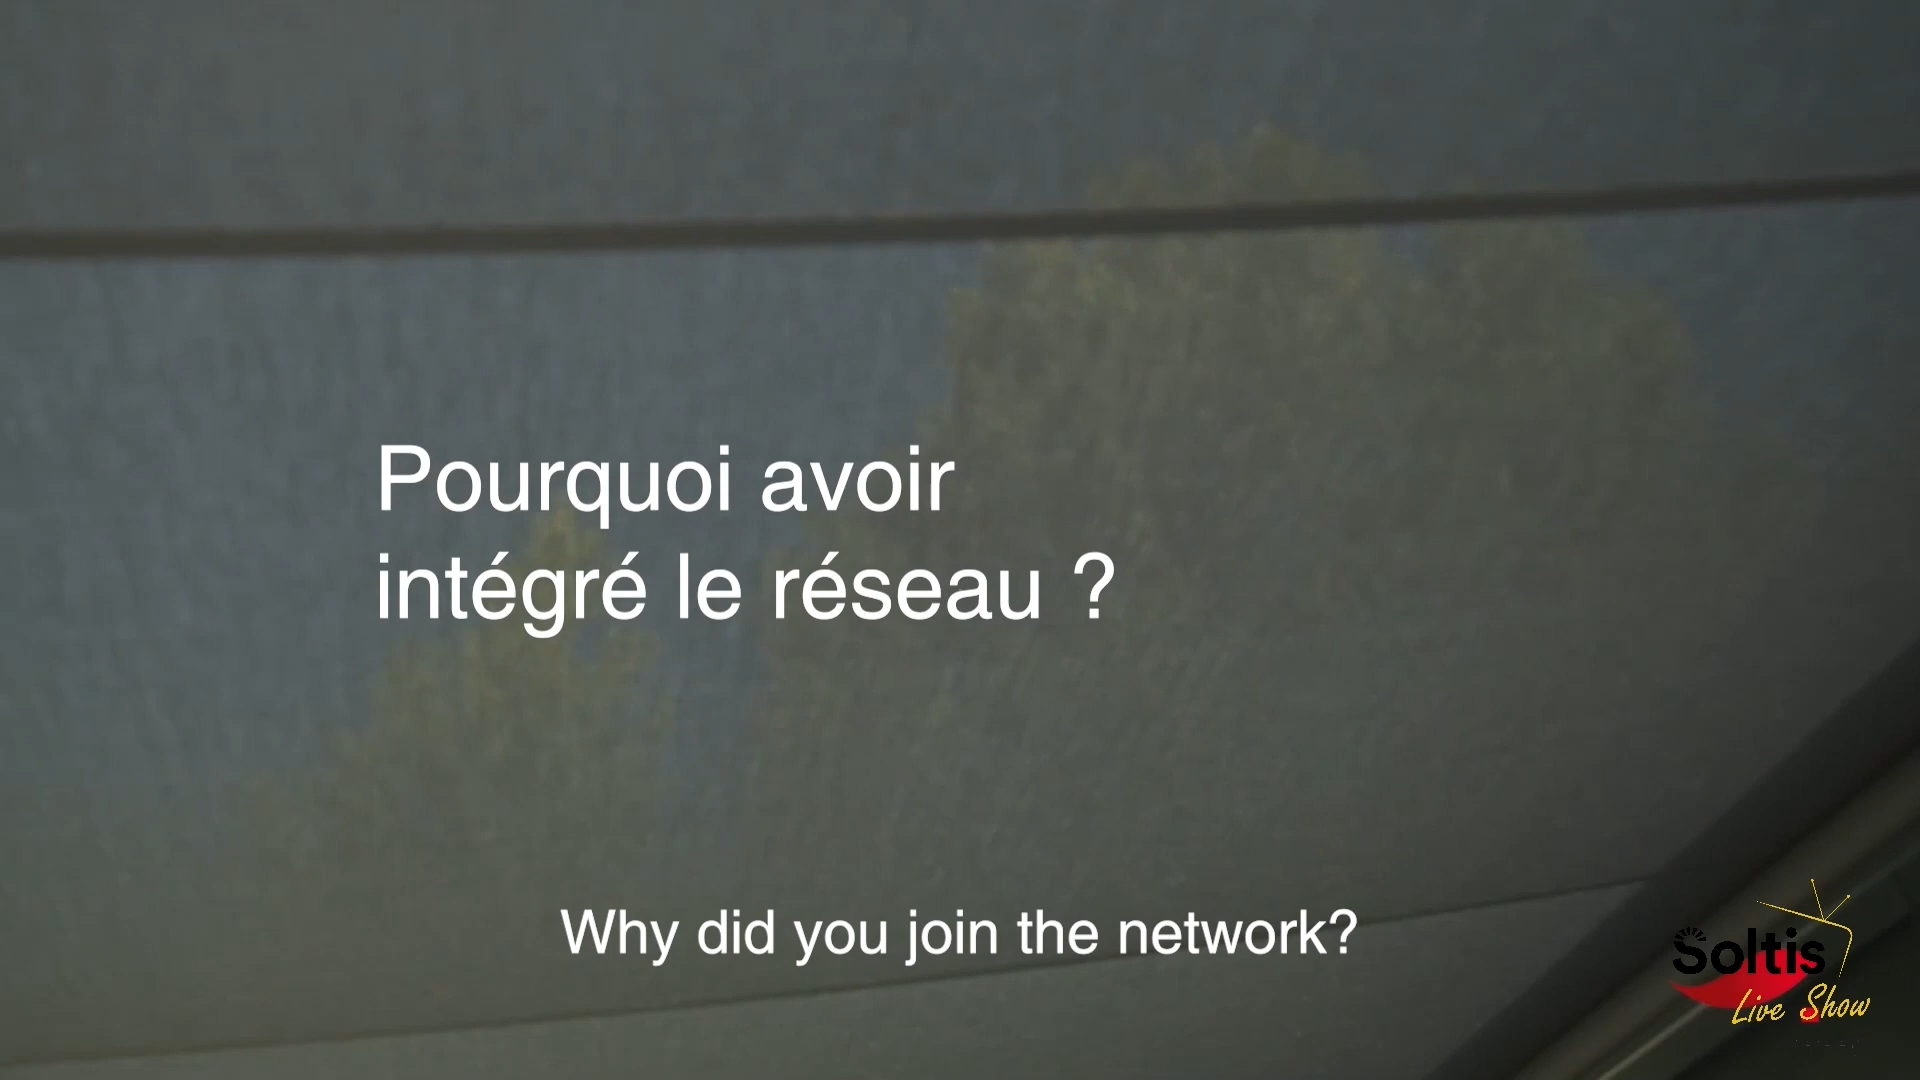 Pourquoi avoir
intégré le réseau ?
Why did you join the network?
Soltis
Live Show